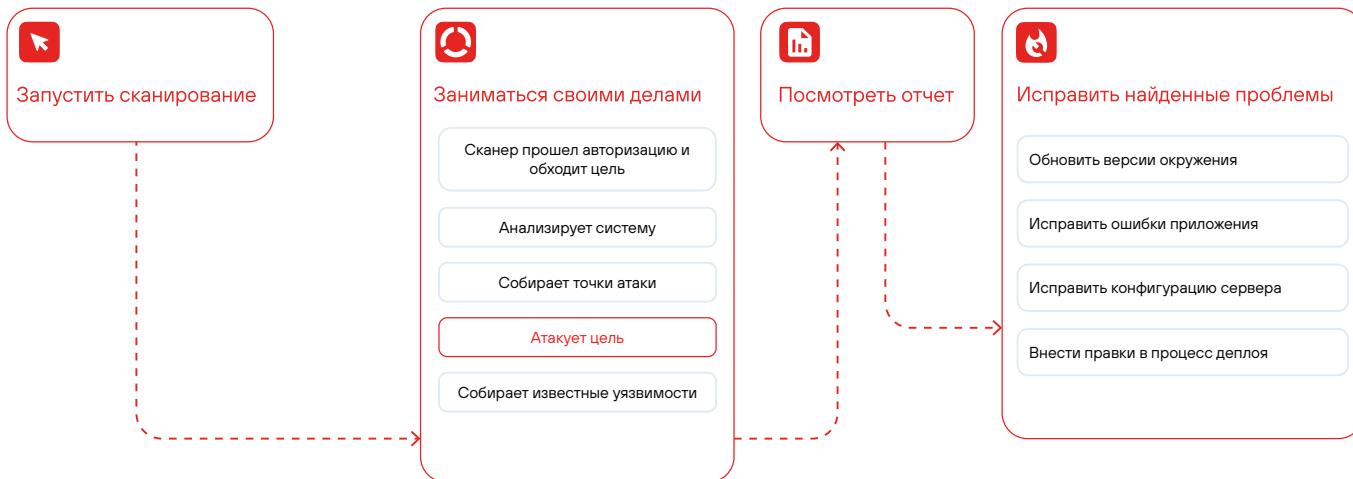 Запустить сканирование
Заниматься своими делами
Сканер прошел авторизацию и
обходит цель
Анализирует систему
Собирает точки атаки
Атакует цель
Собирает известные уязвимости
Посмотреть отчет
Исправить найденные проблемы
Обновить версии окружения
Исправить ошибки приложения
Исправить конфигурацию сервера
Внести правки в процесс деплоя